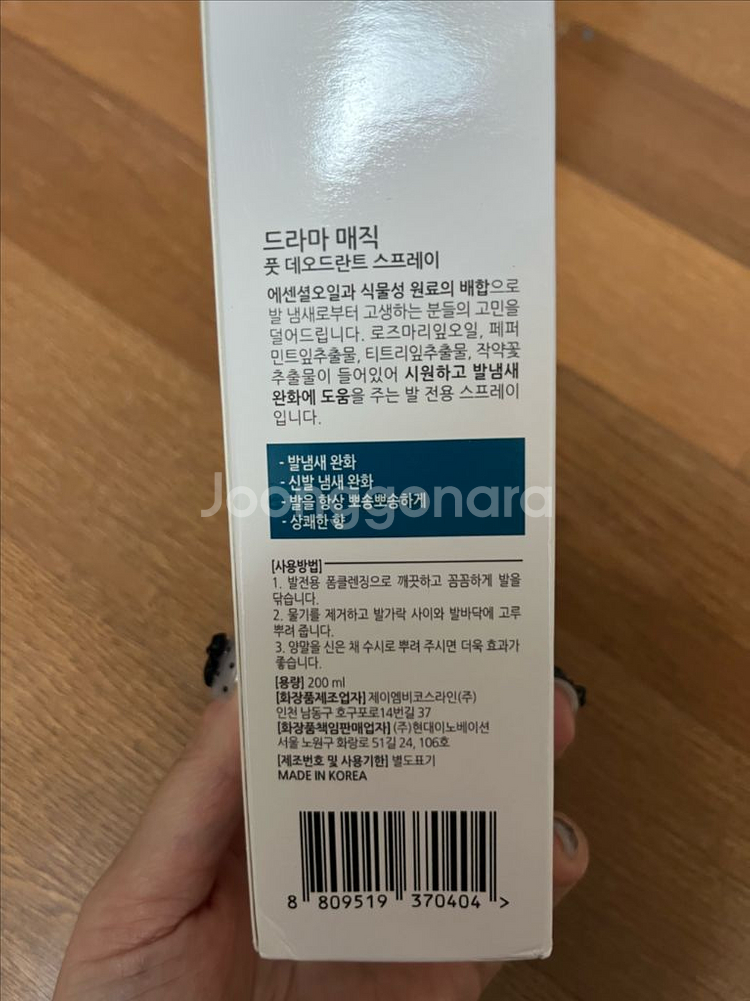 드라마 매직
풋 데오드란트 스프레이
에센셜오일과 식물성 원료의 배합으로
발 냄새로부터 고생하는 분들의 고민을
덜어드립니다. 로즈마리잎오일, 페퍼
민트잎추출물, 티트리잎추출물, 작약꽃
추출물이 들어있어 시원하고 발냄새
완화에 도움을 주는 발 전용 스프레이
입니다.
- 발냄새 완화
- 신발 냄새 완화
- 발을 항상 뽀송뽀송하게
- 상쾌한 향
Joonggonara
[사용방법]
1. 발전용 폼클렌징으로 깨끗하고 꼼꼼하게 발을
닦습니다.
2. 물기를 제거하고 발가락 사이와 발바닥에 고루
뿌려 줍니다.
3. 양말을 신은 채 수시로 뿌려 주시면 더욱 효과가
좋습니다.
[용량] 200 ml
[화장품제조업자] 제이엠비코스라인(주)
인천 남동구 호구포로14번길 37
[화장품책임판매업자] (주)현대이노베이션
서울 노원구 화랑로 51길 24, 106호
[제조번호 및 사용기한] 별도표기
MADE IN KOREA
8 809519 370404 >